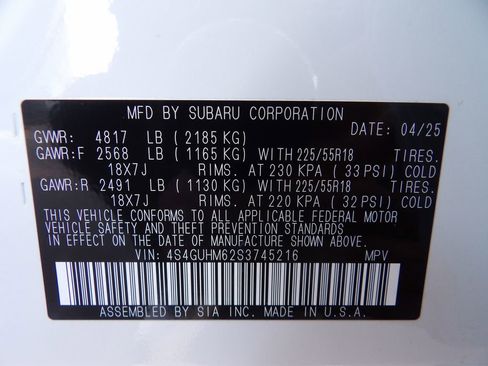 MFD BY SUBARU CORPORATION
GVWR: 4817 LB ( 2185 KG) DATE: 04/25
GAWR:F 2568 LB ( 1165 KG) WITH 225/55R18 TIRES.
18X7J RIMS. AT 230 KPA ( 33 PSI) COLD
GAWR:R 2491 LB ( 1130 KG) WITH 225/55R18 TIRES.
18X7J RIMS. AT 220 KPA ( 32 PSI) COLD
THIS VEHICLE CONFORMS TO ALL APPLICABLE FEDERAL MOTOR
VEHICLE SAFETY AND THEFT PREVENTION STANDARDS
IN EFFECT ON THE DATE OF MANUFACTURE SHOWN ABOVE.
VIN: 4S4GUHM62S3745216 MPV
ASSEMBLED BY SIA INC. MADE IN U.S.A.